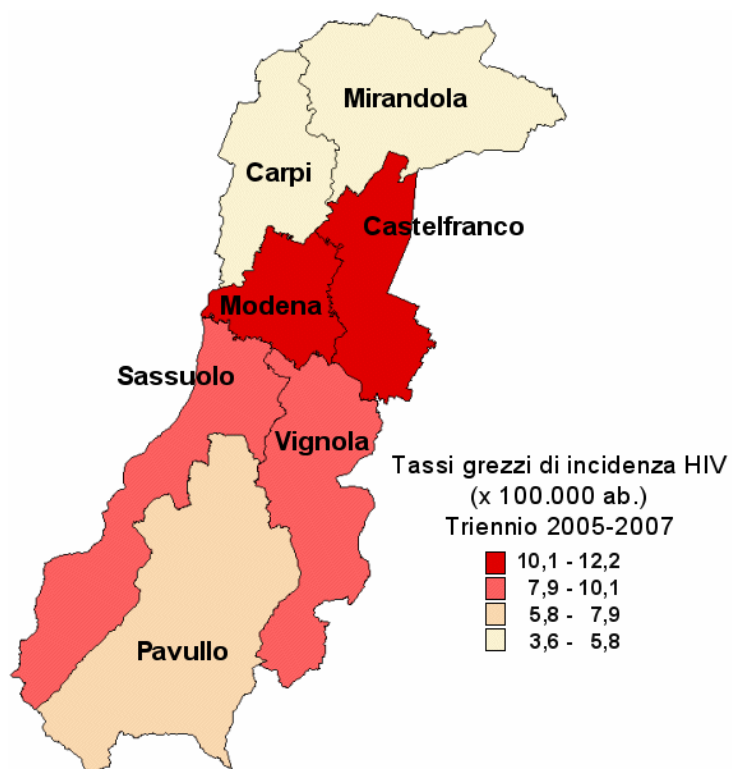 Mirandola
Carpi
Castelfranco
Modena
Sassuolo
Vignola
Pavullo
Tassi grezzi di incidenza HIV
(x 100.000 ab.)
Triennio 2005-2007
10,1 - 12,2
7,9 - 10,1
5,8 - 7,9
3,6 - 5,8